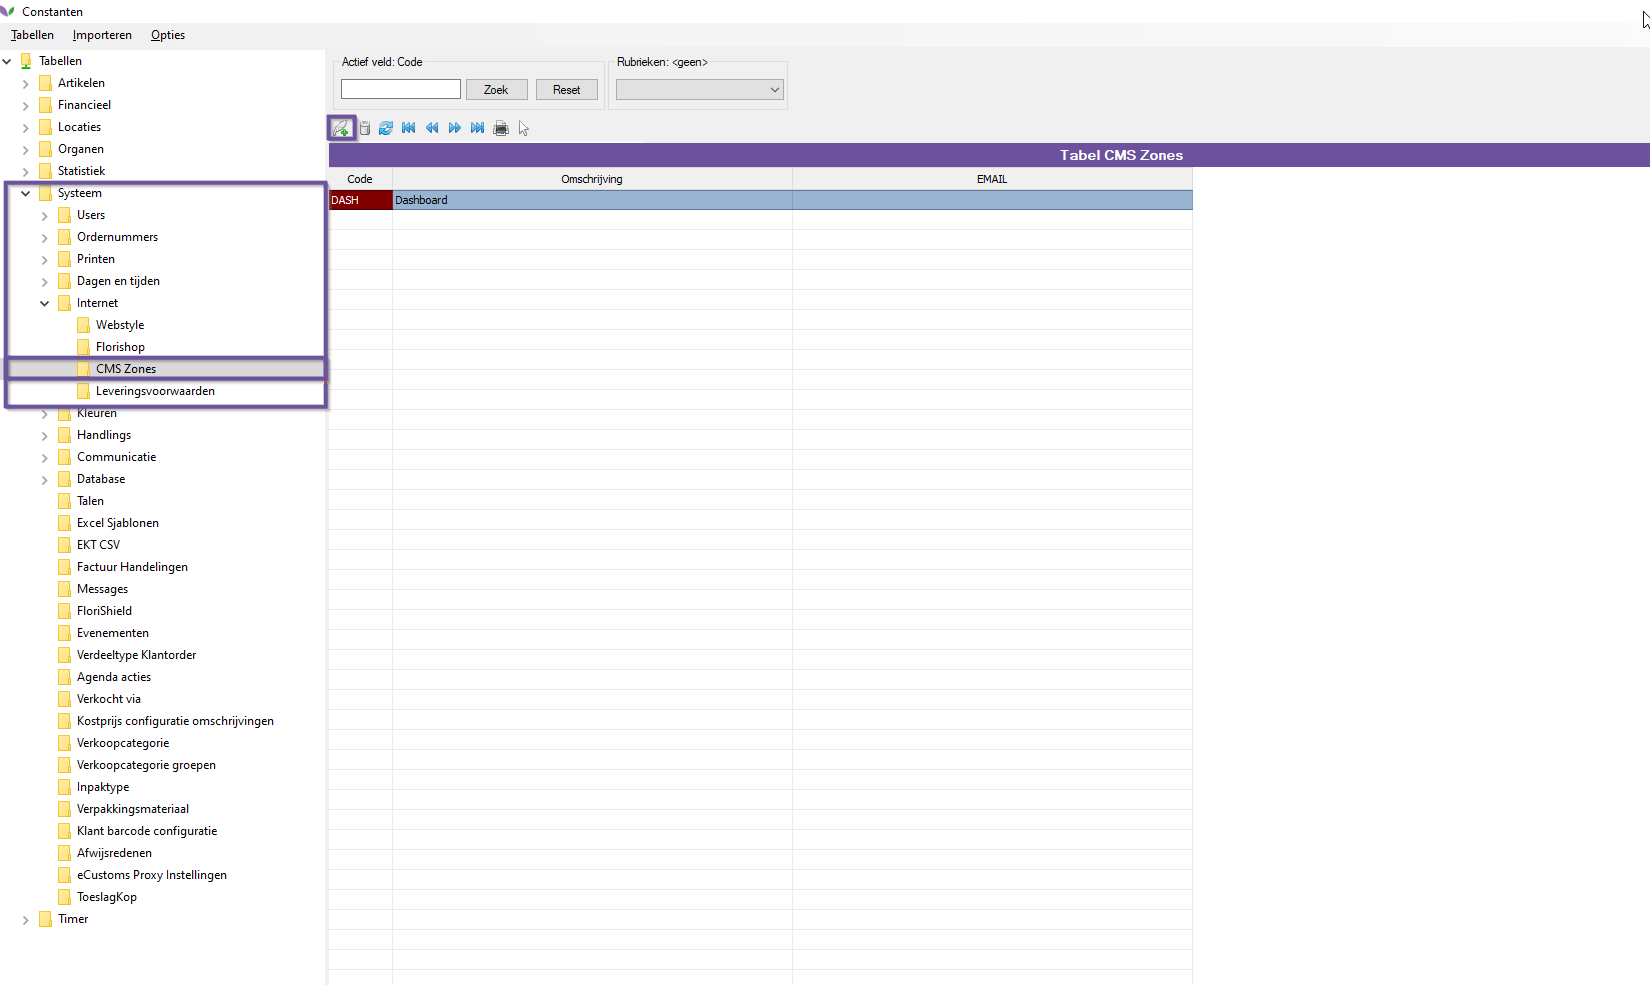 Constanten
Tabellen Importeren Opties
Tabellen
Artikelen
Financieel
Locaties
Organen
Statistiek
Systeem
Users
Ordernummers
Printen
Dagen en tijden
Internet
Webstyle
Florishop
CMS Zones
Leveringsvoorwaarden
Kleuren
Handlings
Communicatie
Database
Talen
Excel Sjablonen
EKT CSV
Factuur Handelingen
Messages
FloriShield
Evenementen
Verdeeltype Klantorder
Agenda acties
Verkocht via
Kostprijs configuratie omschrijvingen
Verkoopcategorie
Verkoopcategorie groepen
Inpaktype
Verpakkingsmateriaal
Klant barcode configuratie
Afwijsredenen
eCustoms Proxy Instellingen
ToeslagKop
Timer
Actief veld: Code
Zoek Reset
Rubrieken: <geen>
Tabel CMS Zones
Code Omschrijving EMAIL
DASH Dashboard